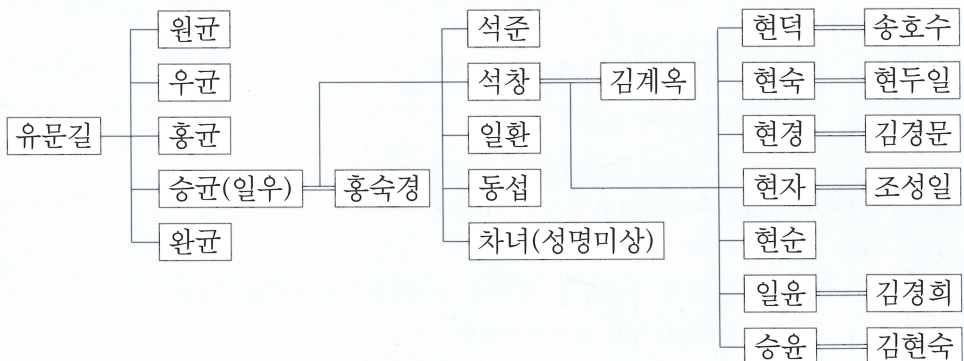 원균
우균
유문길
홍균
승균(일우)
홍숙경
완균
석준
석창
김계옥
일환
동섭
차녀(성명미상)
현덕
송호수
현숙
현두일
현경
김경문
현자
조성일
현순
일윤
김경희
승윤
김현숙